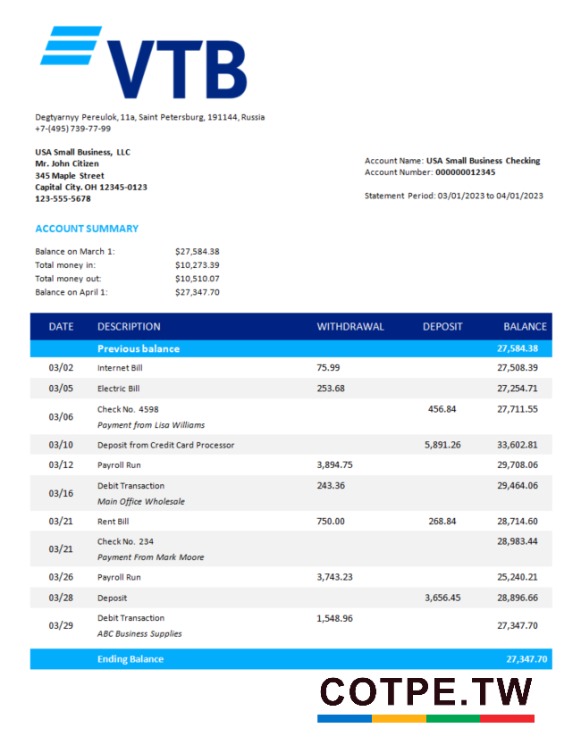 VTB
Degtyarnyy Pereulok, 11a, Saint Petersburg, 191144, Russia
+7-(495) 739-77-99
USA Small Business, LLC
Mr. John Citizen
345 Maple Street
Capital City. OH 12345-0123
123-555-5678
Account Name: USA Small Business Checking
Account Number: 000000012345
Statement Period: 03/01/2023 to 04/01/2023
ACCOUNT SUMMARY
Balance on March 1: $27,584.38
Total money in: $10,273.39
Total money out: $10,510.07
Balance on April 1: $27,347.70
DATE DESCRIPTION WITHDRAWAL DEPOSIT BALANCE
Previous balance 27,584.38
03/02 Internet Bill 75.99 27,508.39
03/05 Electric Bill 253.68 27,254.71
03/06 Check No. 4598 456.84 27,711.55
Payment from Lisa Williams
03/10 Deposit from Credit Card Processor 5,891.26 33,602.81
03/12 Payroll Run 3,894.75 29,708.06
03/16 Debit Transaction 243.36 29,464.06
Main Office Wholesale
03/21 Rent Bill 750.00 268.84 28,714.60
03/21 Check No. 234 28,983.44
Payment From Mark Moore
03/26 Payroll Run 3,743.23 25,240.21
03/28 Deposit 3,656.45 28,896.66
03/29 Debit Transaction 1,548.96 27,347.70
ABC Business Supplies
Ending Balance 27,347.70
COTPE.TW